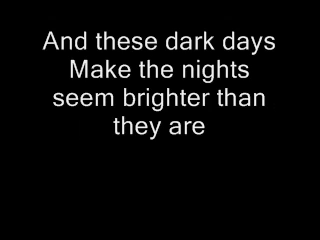 And these dark days
Make the nights
seem brighter than
they are